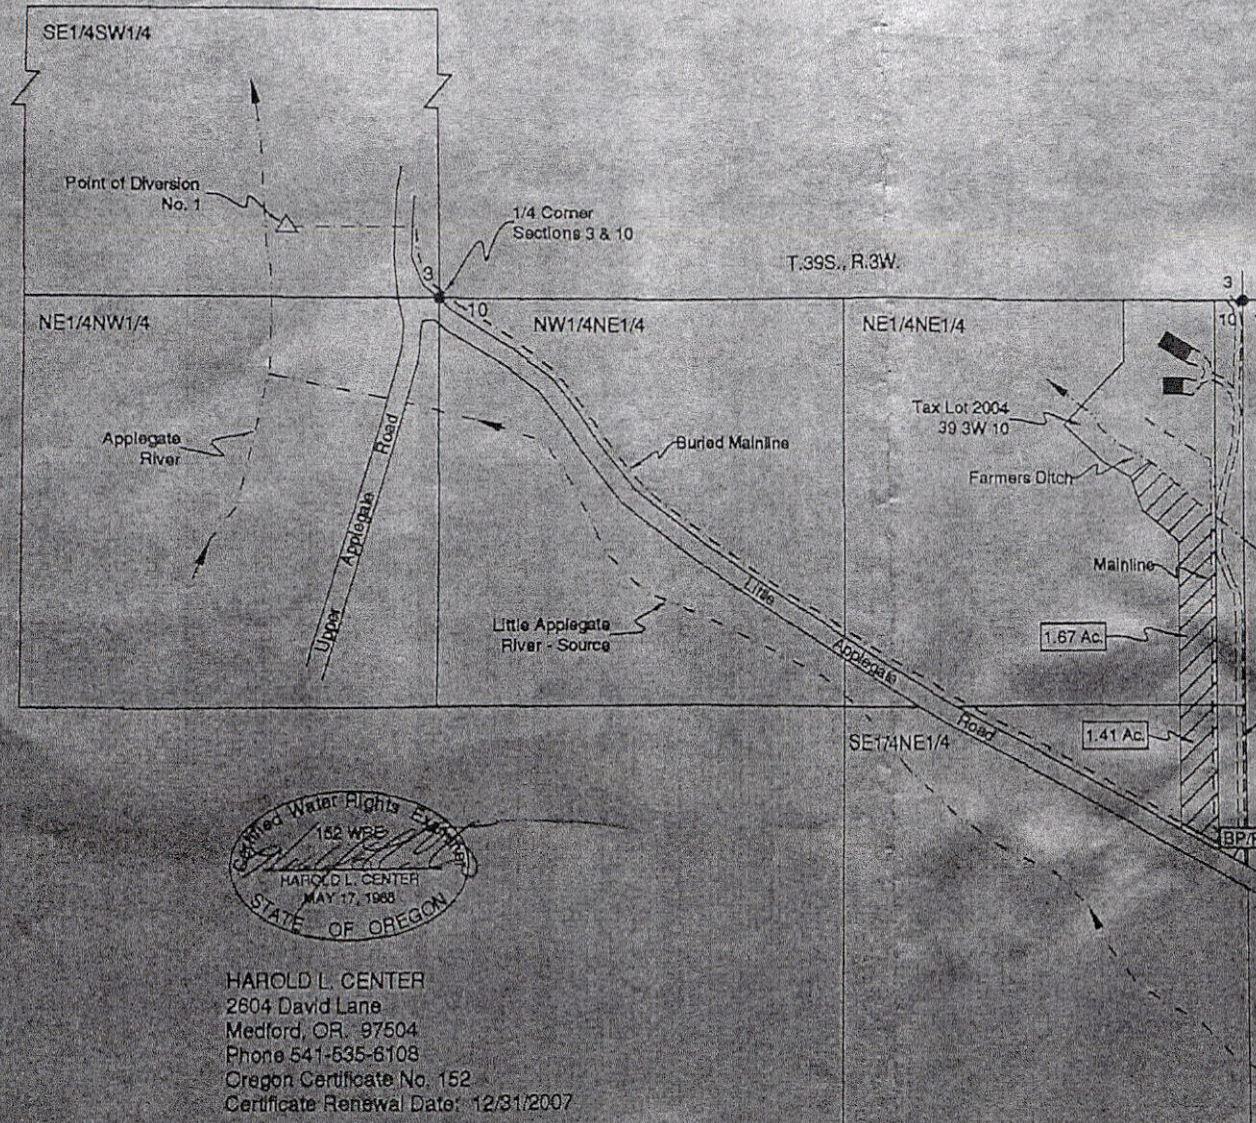 SE1/4SW1/4
Point of Diversion
No. 1
1/4 Corner
Sections 3 & 10
T.39S., R.3W.
3
10
3
10
NE1/4NW1/4
NW1/4NE1/4
NE1/4NE1/4
Applegate
River
Upper Applegate Road
Buried Mainline
Tax Lot 2004
39 3W 10
Farmers Ditch
Mainline
Little Applegate
River - Source
Little Applegate Road
1.67 Ac.
1.41 Ac.
SE1/4NE1/4
Certified Water Rights Examiner
152 WRE
HAROLD L. CENTER
MAY 17, 1988
STATE OF OREGON
HAROLD L. CENTER
2604 David Lane
Medford, OR. 97504
Phone 541-535-6108
Oregon Certificate No. 152
Certificate Renewal Date: 12/31/2007